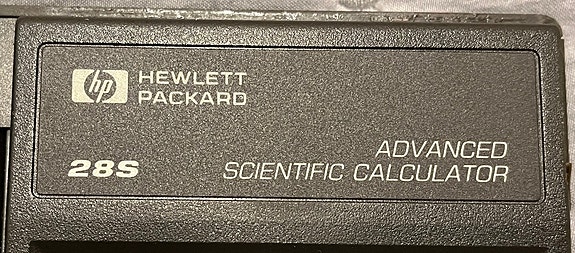 hp HEWLETT
PACKARD
28S
ADVANCED
SCIENTIFIC CALCULATOR